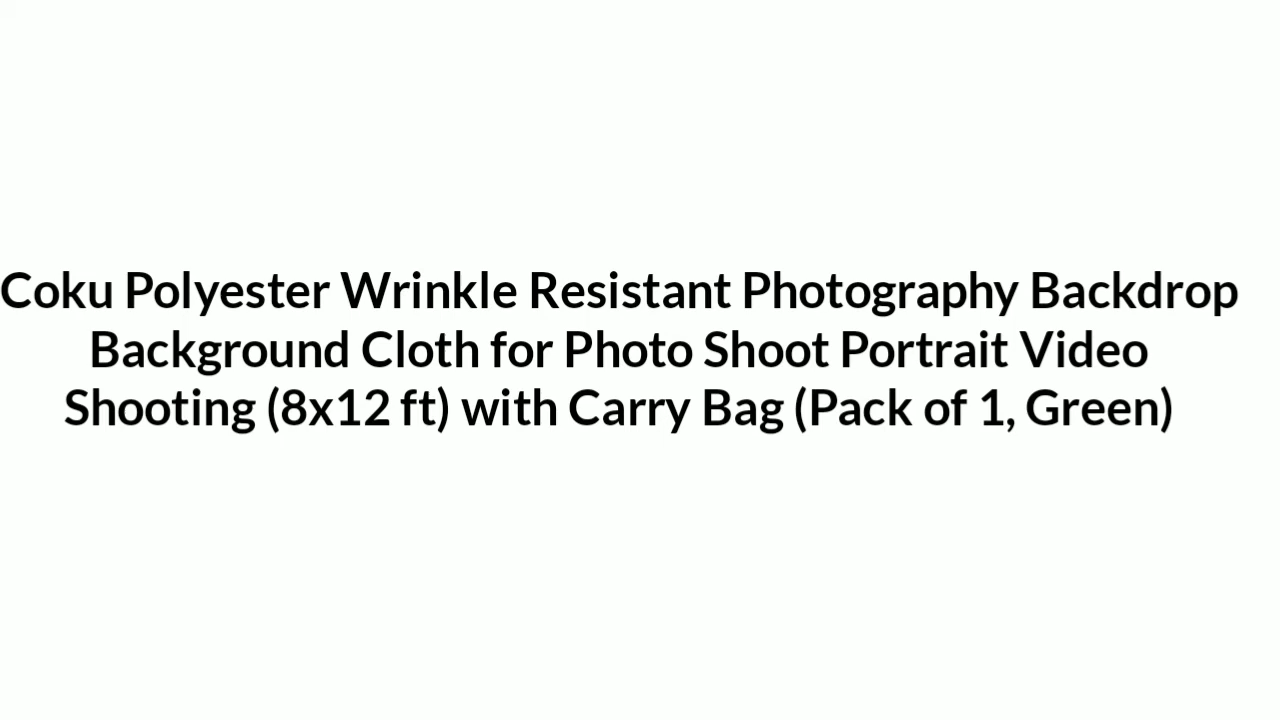 Coku Polyester Wrinkle Resistant Photography Backdrop
Background Cloth for Photo Shoot Portrait Video
Shooting (8x12 ft) with Carry Bag (Pack of 1, Green)